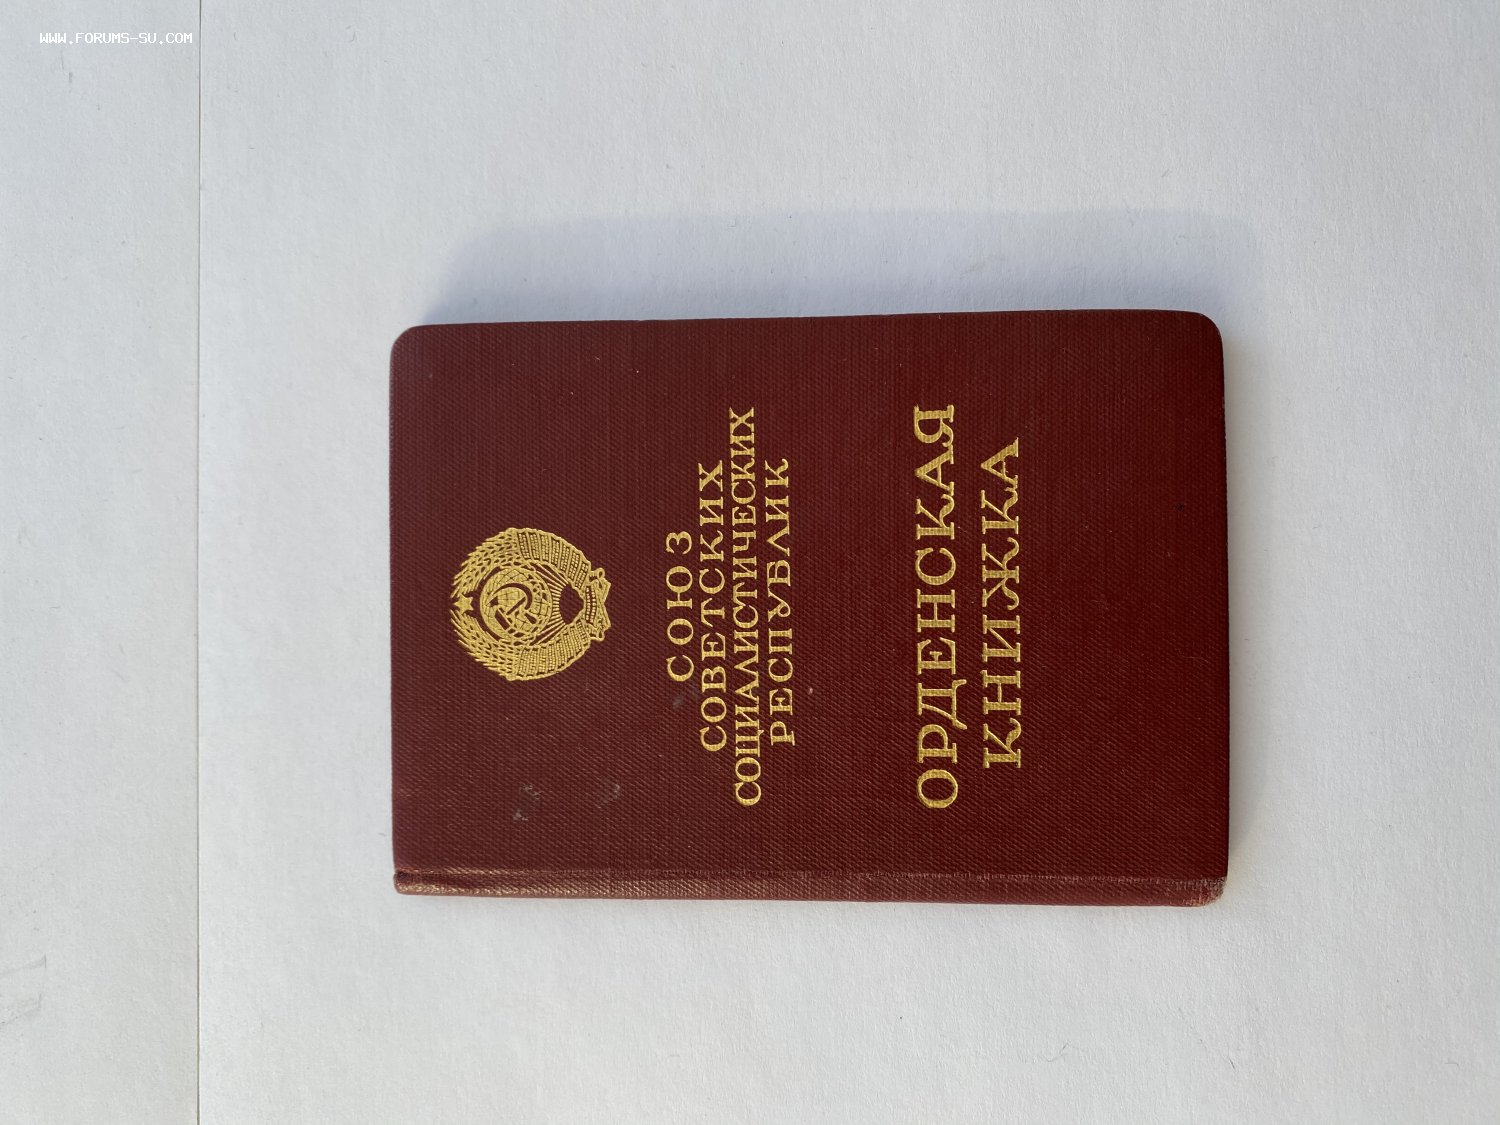 WWW.FORUMS-SU.COM
СОЮЗ
СОВЕТСКИХ
СОЦИАЛИСТИЧЕСКИХ
РЕСПУБЛИК
ОРДЕНСКАЯ
КНИЖКА